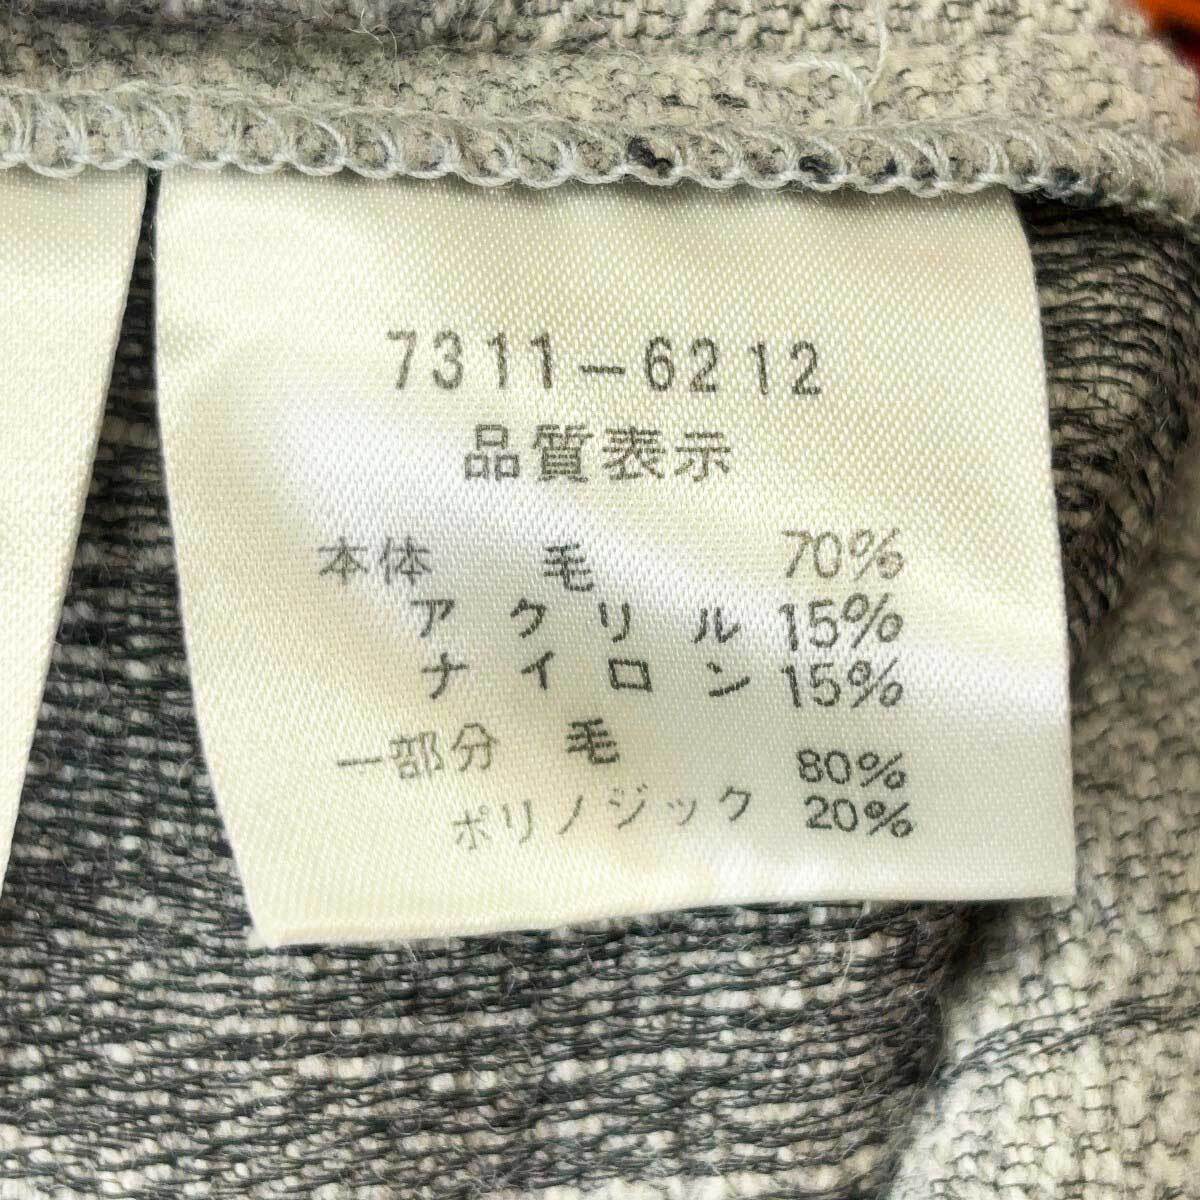 7311-6212
品質表示
本体 毛 70%
アクリル 15%
ナイロン 15%
一部分 毛 80%
ポリノジック 20%